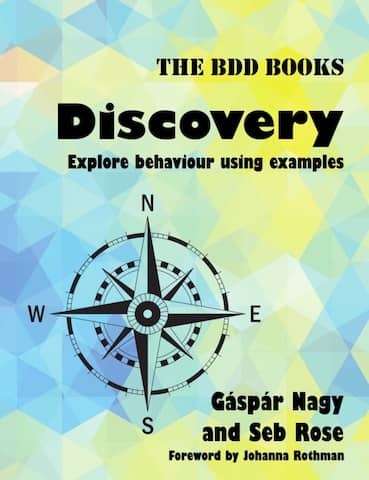 THE BDD BOOKS
Discovery
Explore behaviour using examples
N
W
E
S
Gáspár Nagy
and Seb Rose
Foreword by Johanna Rothman